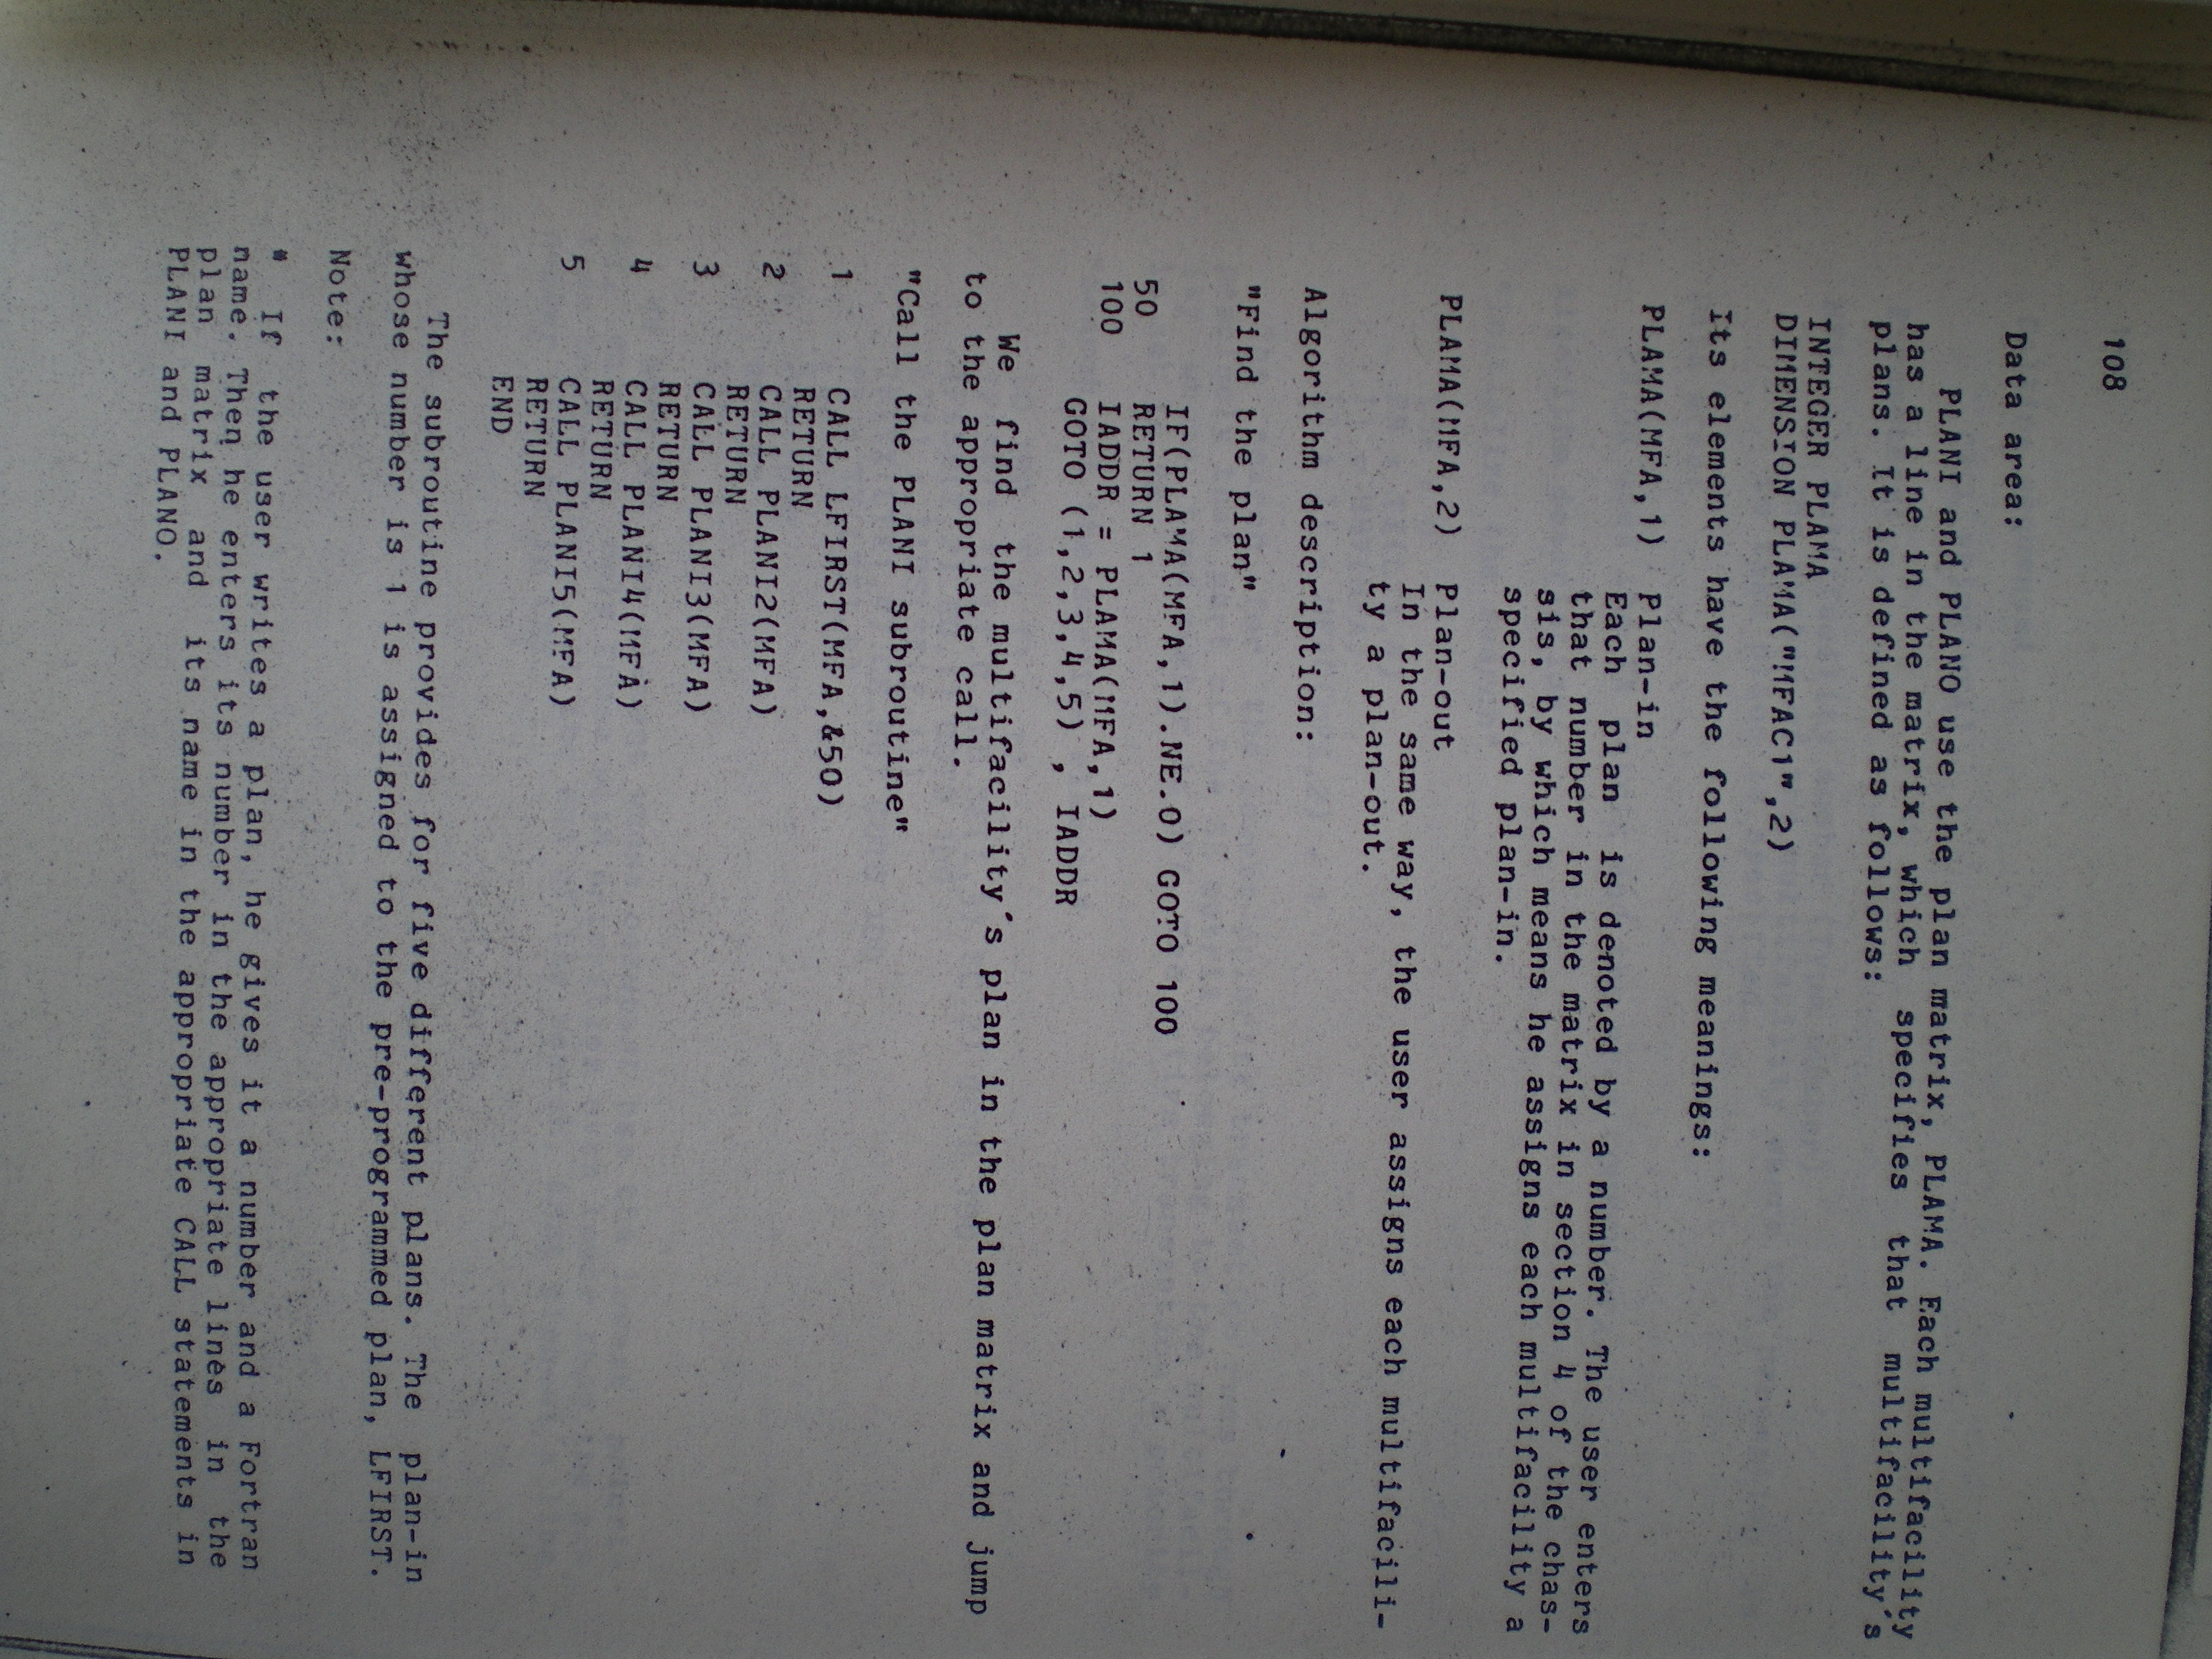 108
Data area:
PLANI and PLANO use the plan matrix, PLAMA. Each multifacility
has a line in the matrix, which specifies that multifacility's
plans. It is defined as follows:
INTEGER PLAMA
DIMENSION PLAMA("MFAC1",2)
Its elements have the following meanings:
PLAMA(MFA,1) Plan-in
Each plan is denoted by a number. The user enters
that number in the matrix in section 4 of the chas-
sis, by which means he assigns each multifacility a
specified plan-in.
PLAMA(MFA,2) Plan-out
In the same way, the user assigns each multifacili-
ty a plan-out.
Algorithm description:
"Find the plan"
IF(PLAMA(MFA,1).NE.0) GOTO 100
50 RETURN 1
100 IADDR = PLAMA(MFA,1)
GOTO (1,2,3,4,5) , IADDR
We find the multifacility's plan in the plan matrix and jump
to the appropriate call.
"Call the PLANI subroutine"
1 CALL LFIRST(MFA,&50)
RETURN
2 CALL PLANI2(MFA)
RETURN
3 CALL PLANI3(MFA)
RETURN
4 CALL PLANI4(MFA)
RETURN
5 CALL PLANI5(MFA)
RETURN
END
The subroutine provides for five different plans. The plan-in
whose number is 1 is assigned to the pre-programmed plan, LFIRST.
Note:
* If the user writes a plan, he gives it a number and a Fortran
name. Then he enters its number in the appropriate lines in the
plan matrix and its name in the appropriate CALL statements in
PLANI and PLANO.